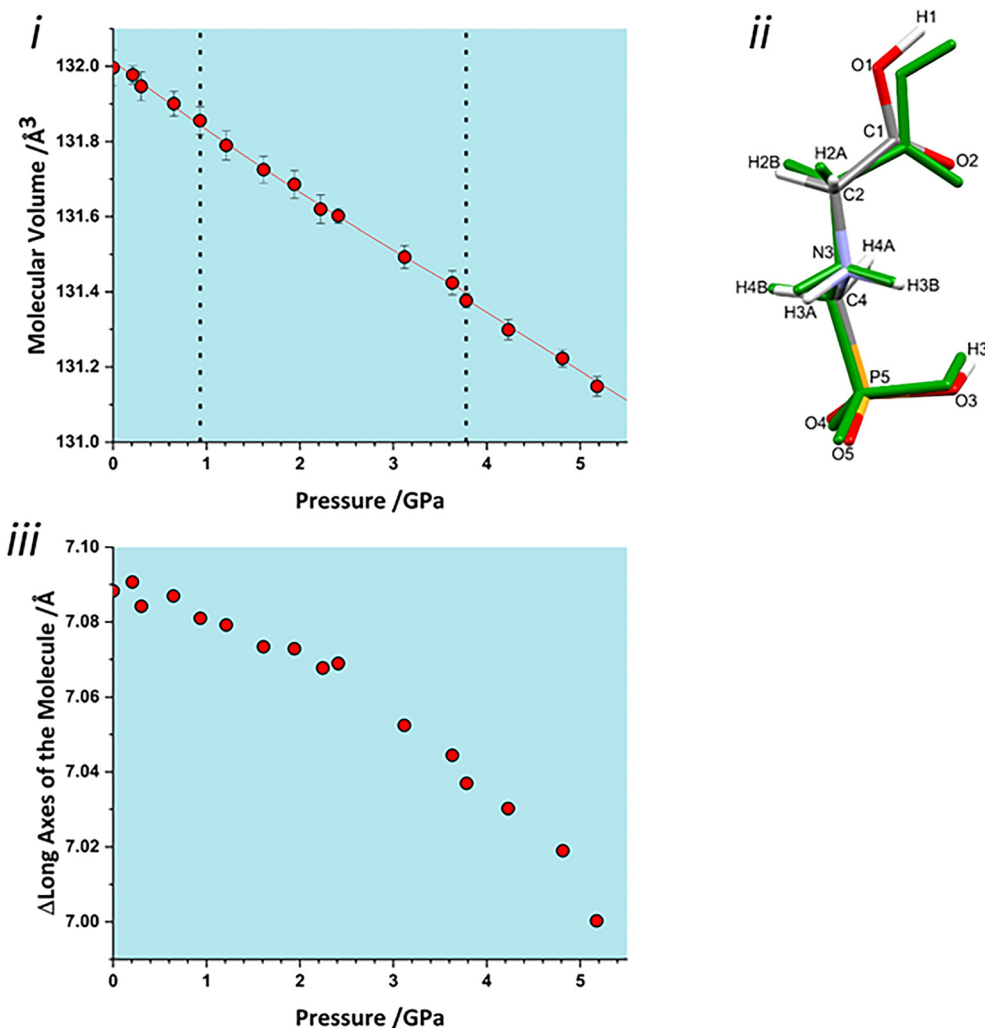 i
Molecular Volume /Å³
132.0
131.8
131.6
131.4
131.2
131.0
0
1
2
3
4
5
Pressure /GPa
ii
H1
O1
C1
O2
H2A
H2B
C2
N3
H4A
H4B
H3B
H3A
C4
H3
P5
O3
O4
O5
iii
ΔLong Axes of the Molecule /Å
7.10
7.08
7.06
7.04
7.02
7.00
0
1
2
3
4
5
Pressure /GPa